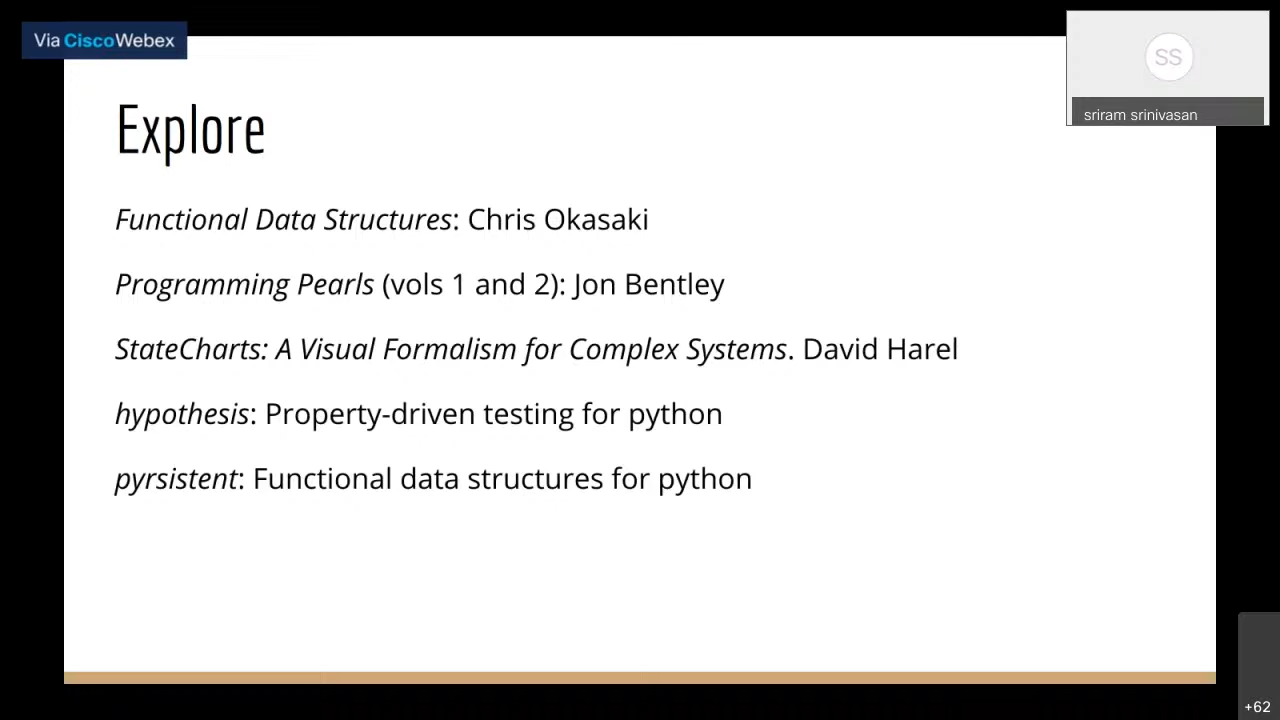 Via CiscoWebex
SS
sriram srinivasan
Explore
Functional Data Structures: Chris Okasaki
Programming Pearls (vols 1 and 2): Jon Bentley
StateCharts: A Visual Formalism for Complex Systems. David Harel
hypothesis: Property-driven testing for python
pyrsistent: Functional data structures for python
+62